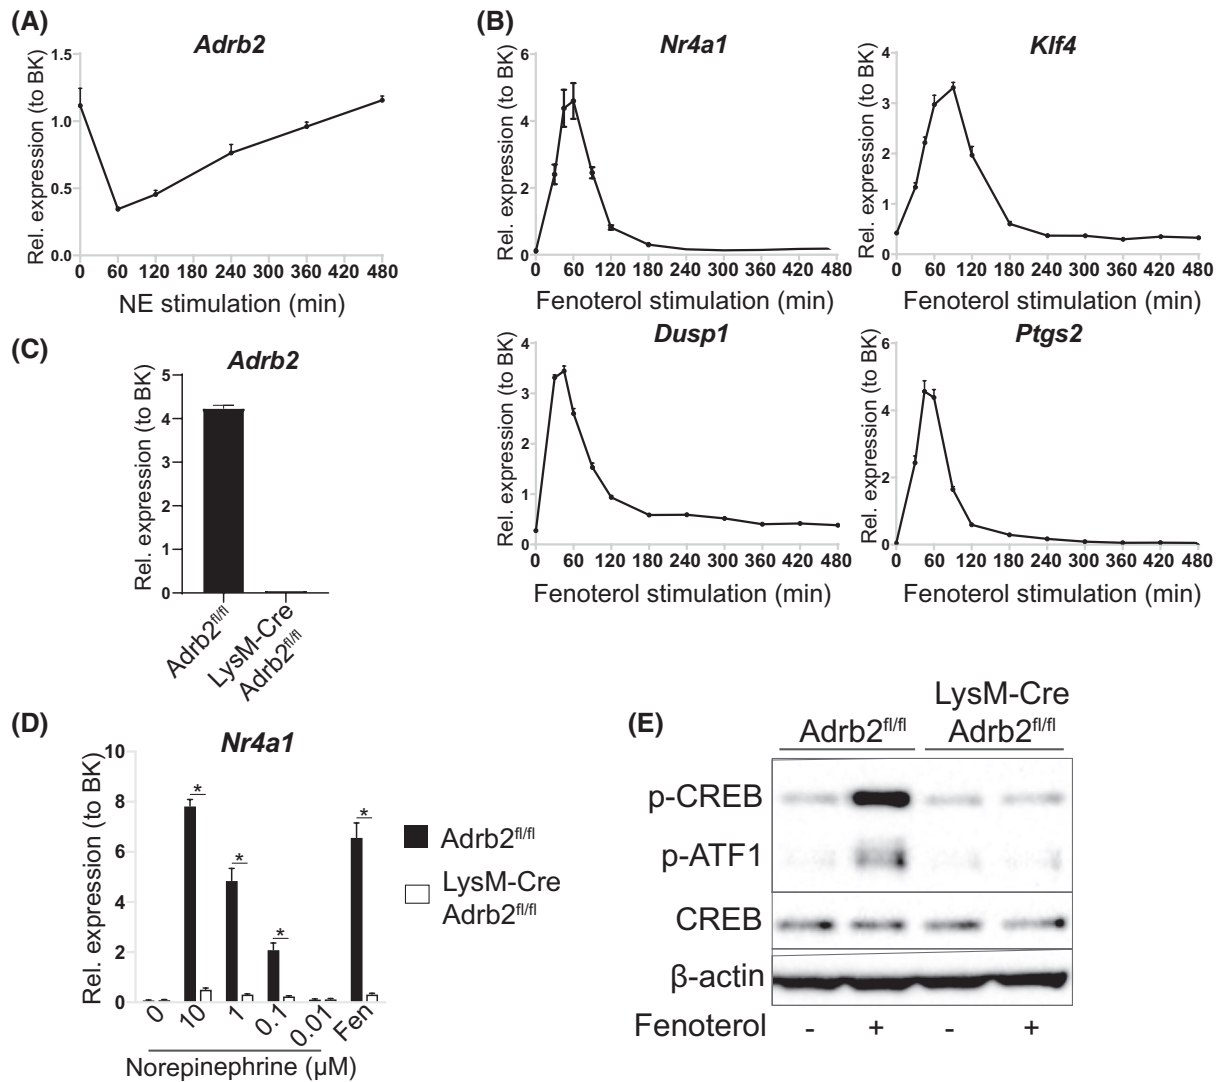 (A)
Adrb2
Rel. expression (to BK)
1.5
1.0
0.5
0.0
0 60 120 180 240 300 360 420 480
NE stimulation (min)
(B)
Nr4a1
Rel. expression (to BK)
6
4
2
0
0 60 120 180 240 300 360 420 480
Fenoterol stimulation (min)
Klf4
Rel. expression (to BK)
4
3
2
1
0
0 60 120 180 240 300 360 420 480
Fenoterol stimulation (min)
Dusp1
Rel. expression (to BK)
4
3
2
1
0
0 60 120 180 240 300 360 420 480
Fenoterol stimulation (min)
Ptgs2
Rel. expression (to BK)
6
4
2
0
0 60 120 180 240 300 360 420 480
Fenoterol stimulation (min)
(C)
Adrb2
Rel. expression (to BK)
5
4
3
2
1
0
Adrb2fl/fl
LysM-Cre
Adrb2fl/fl
(D)
Nr4a1
Rel. expression (to BK)
10
8
6
4
2
0
* * * *
0 10 1 0.1 0.01 Fen
Norepinephrine (µM)
Adrb2fl/fl
LysM-Cre
Adrb2fl/fl
(E)
LysM-Cre
Adrb2fl/fl Adrb2fl/fl
p-CREB
p-ATF1
CREB
β-actin
Fenoterol - + - +